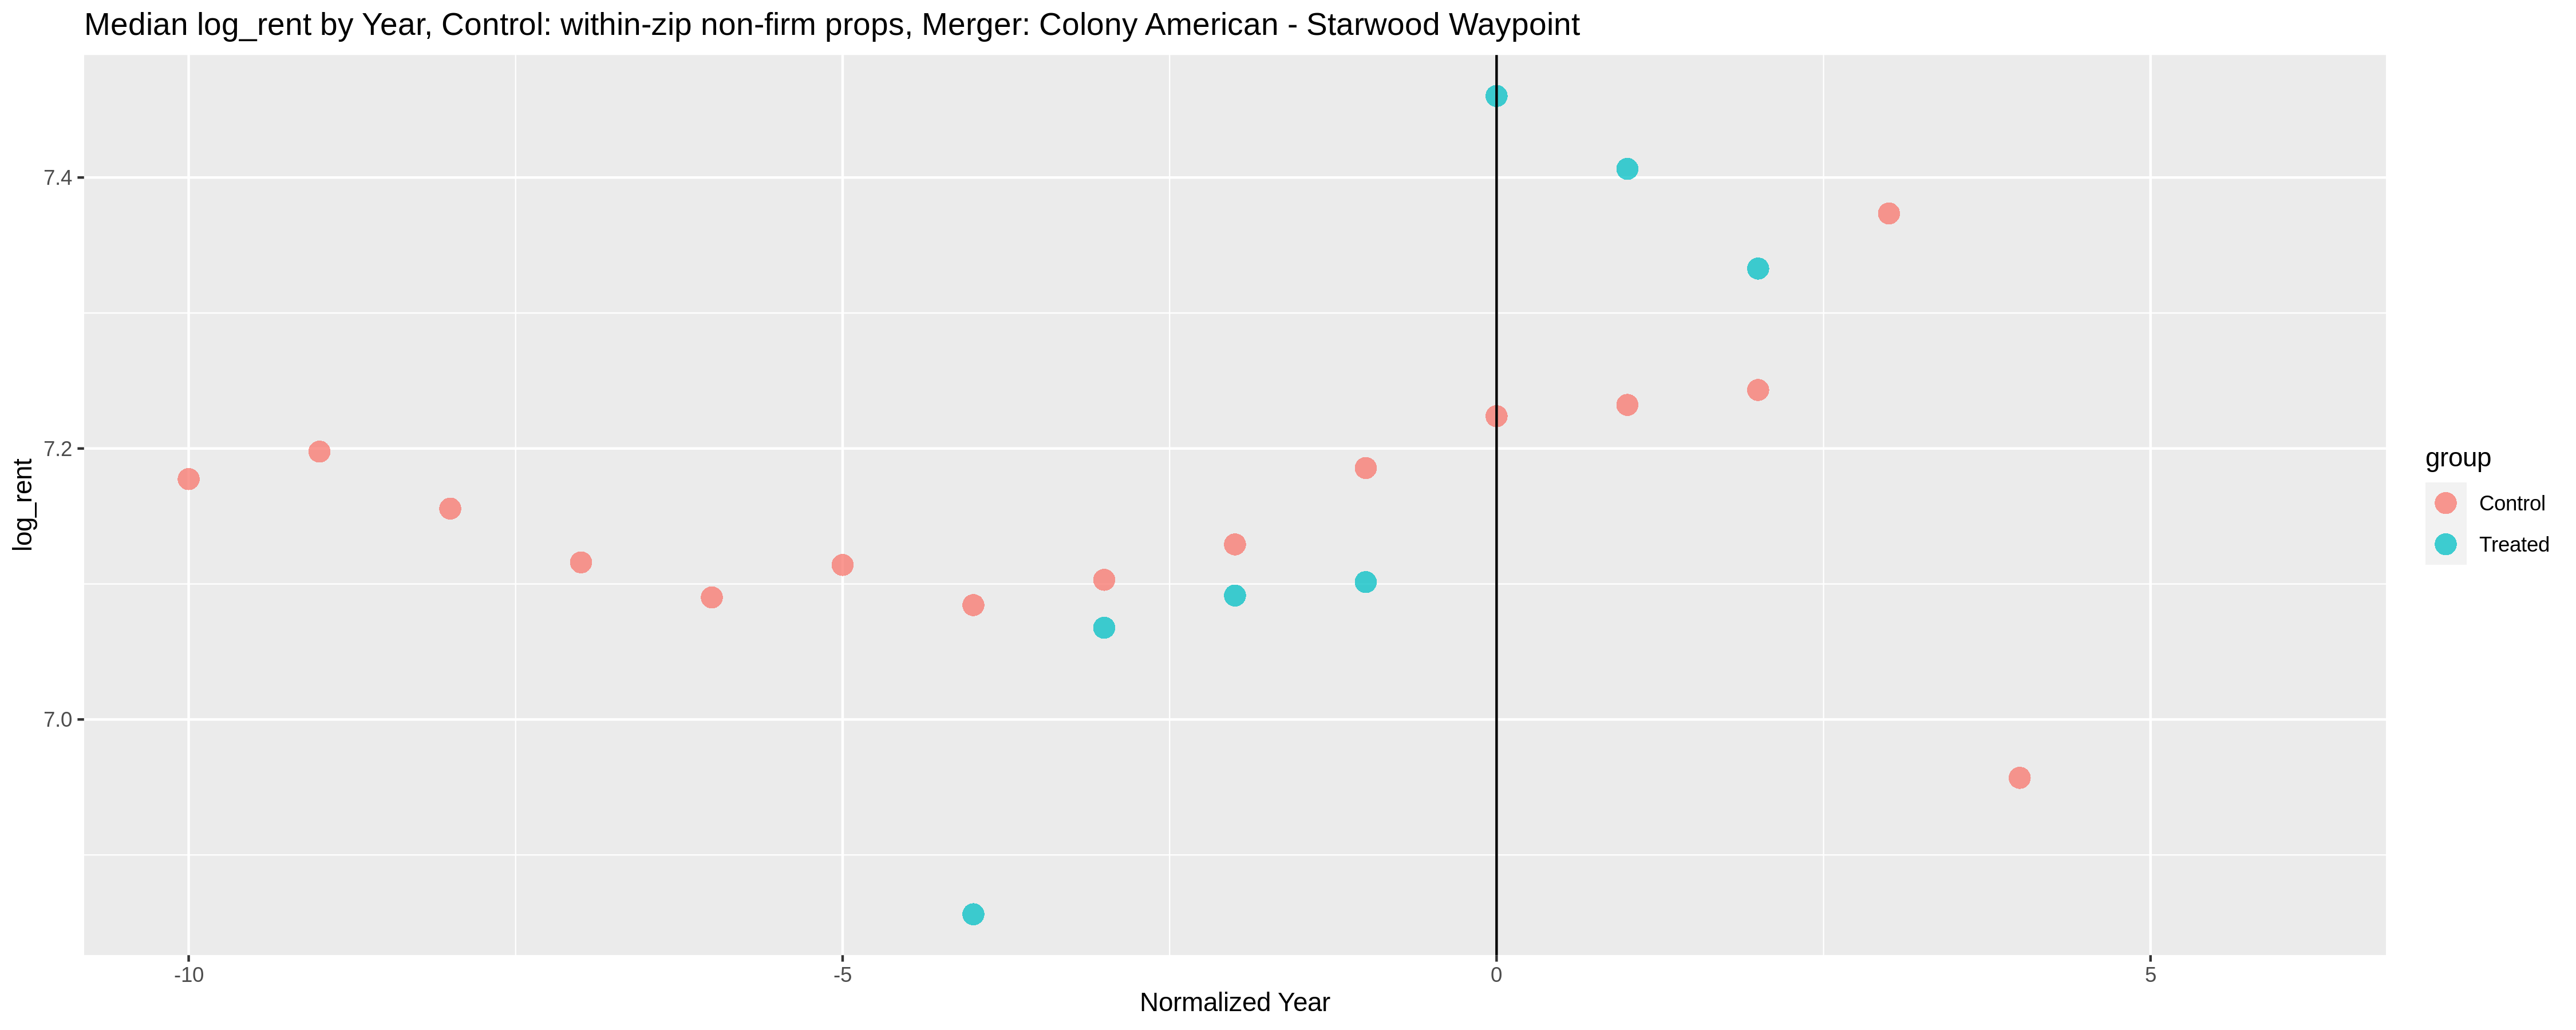 Median log_rent by Year, Control: within-zip non-firm props, Merger: Colony American - Starwood Waypoint
7.4
7.2
7.0
log_rent
-10
-5
0
5
Normalized Year
group
Control
Treated